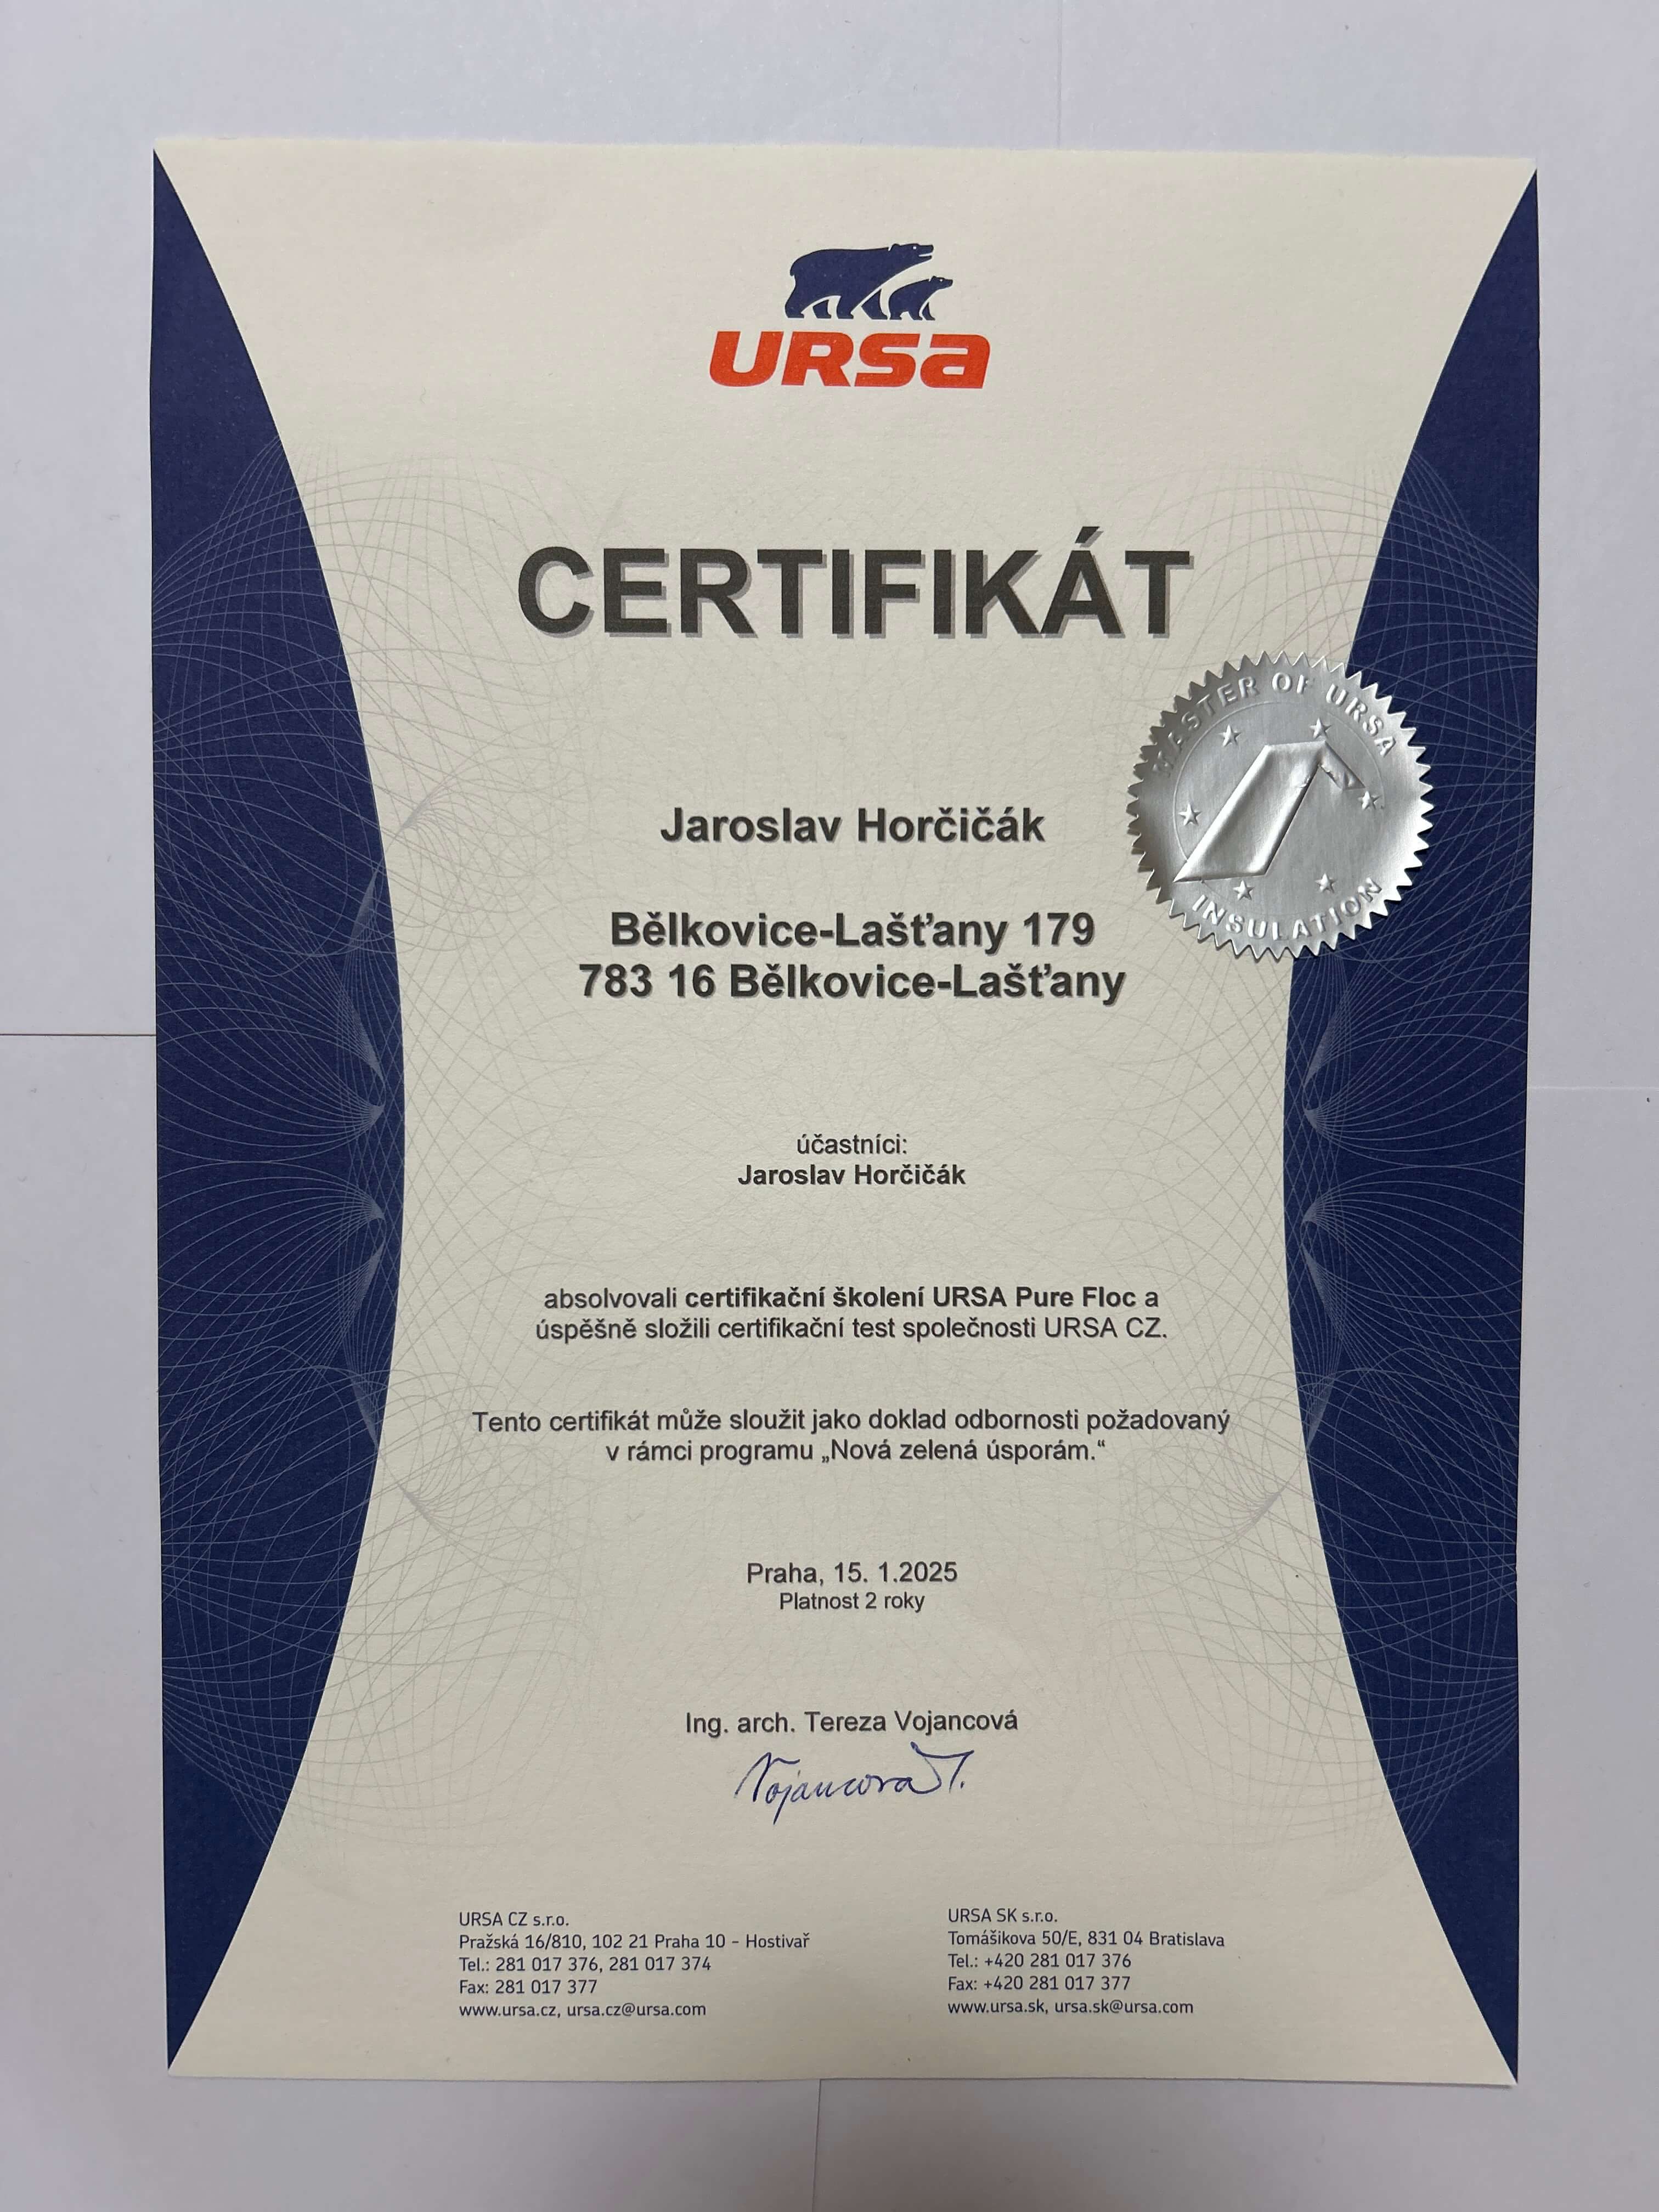 URSA
CERTIFIKÁT
MASTER OF URSA
INSULATION
Jaroslav Horčičák
Bělkovice-Lašťany 179
783 16 Bělkovice-Lašťany
účastníci:
Jaroslav Horčičák
absolvovali certifikační školení URSA Pure Floc a
úspěšně složili certifikační test společnosti URSA CZ.
Tento certifikát může sloužit jako doklad odbornosti požadovaný
v rámci programu „Nová zelená úsporám.“
Praha, 15. 1.2025
Platnost 2 roky
Ing. arch. Tereza Vojancová
Vojancova T.
URSA CZ s.r.o.
Pražská 16/810, 102 21 Praha 10 – Hostivař
Tel.: 281 017 376, 281 017 374
Fax: 281 017 377
www.ursa.cz, ursa.cz@ursa.com
URSA SK s.r.o.
Tomášikova 50/E, 831 04 Bratislava
Tel.: +420 281 017 376
Fax: +420 281 017 377
www.ursa.sk, ursa.sk@ursa.com